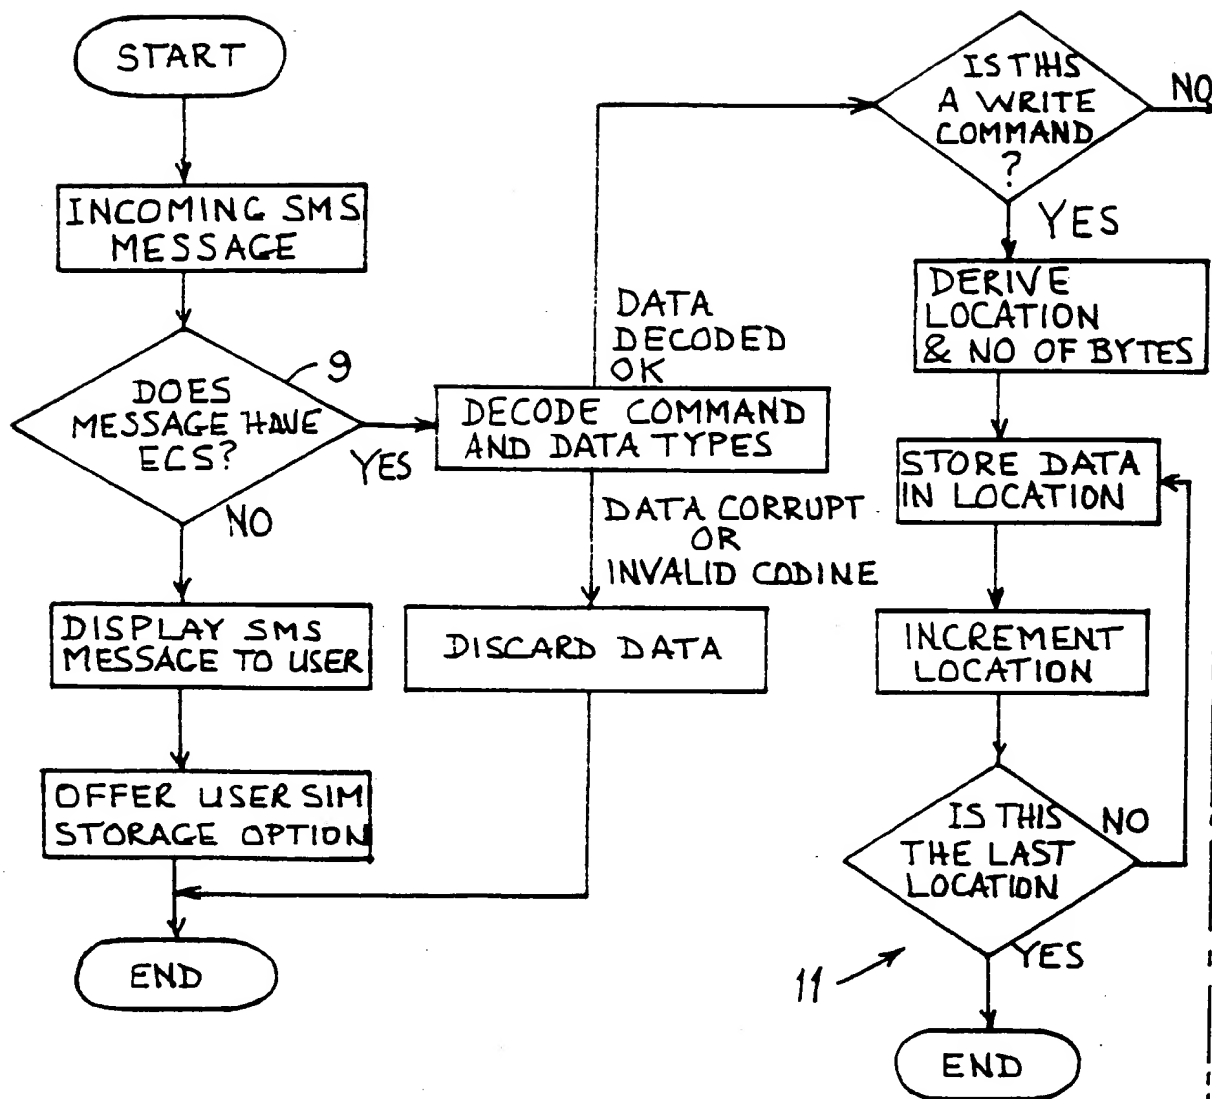 START
INCOMING SMS
MESSAGE
9
DOES
MESSAGE HAVE
ECS?
YES
NO
DISPLAY SMS
MESSAGE TO USER
OFFER USER SIM
STORAGE OPTION
END
DATA
DECODED
OK
DECODE COMMAND
AND DATA TYPES
DATA CORRUPT
OR
INVALID CODINE
DISCARD DATA
IS THIS
A WRITE
COMMAND
?
NO
YES
DERIVE
LOCATION
& NO OF BYTES
STORE DATA
IN LOCATION
INCREMENT
LOCATION
IS THIS
THE LAST
LOCATION
NO
YES
11
END